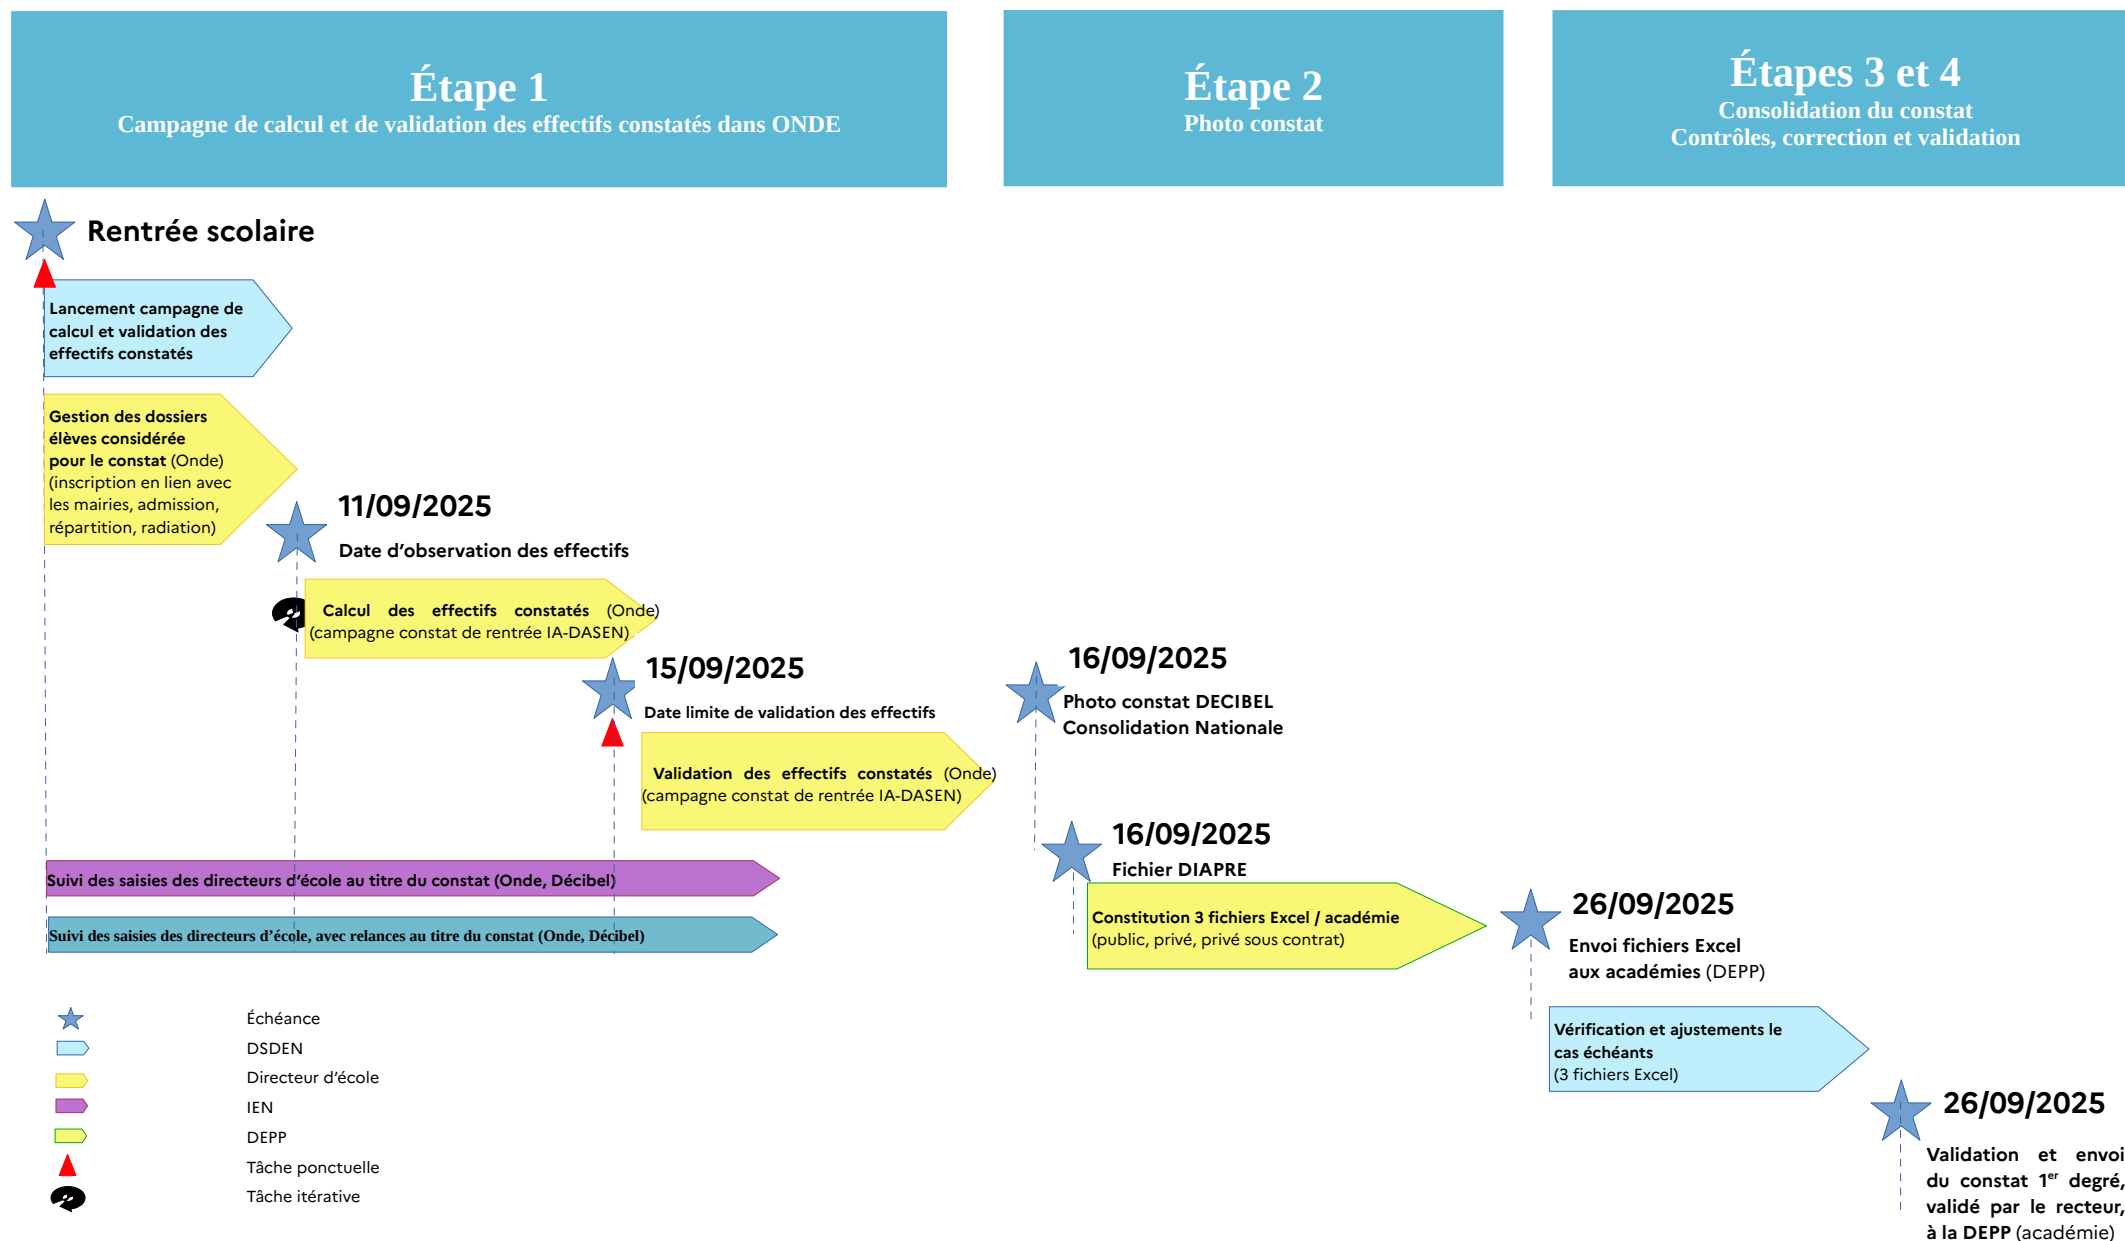 Étape 1
Campagne de calcul et de validation des effectifs constatés dans ONDE
Étape 2
Photo constat
Étapes 3 et 4
Consolidation du constat
Contrôles, correction et validation
Rentrée scolaire
Lancement campagne de
calcul et validation des
effectifs constatés
Gestion des dossiers
élèves considérée
pour le constat (Onde)
(inscription en lien avec
les mairies, admission,
répartition, radiation)
11/09/2025
Date d’observation des effectifs
Calcul des effectifs constatés (Onde)
(campagne constat de rentrée IA-DASEN)
15/09/2025
Date limite de validation des effectifs
Validation des effectifs constatés (Onde)
(campagne constat de rentrée IA-DASEN)
16/09/2025
Photo constat DECIBEL
Consolidation Nationale
16/09/2025
Fichier DIAPRE
Constitution 3 fichiers Excel / académie
(public, privé, privé sous contrat)
Suivi des saisies des directeurs d’école au titre du constat (Onde, Décibel)
Suivi des saisies des directeurs d’école, avec relances au titre du constat (Onde, Décibel)
26/09/2025
Envoi fichiers Excel
aux académies (DEPP)
Vérification et ajustements le
cas échéants
(3 fichiers Excel)
26/09/2025
Validation et envoi
du constat 1er degré,
validé par le recteur,
à la DEPP (académie)
Échéance
DSDEN
Directeur d’école
IEN
DEPP
Tâche ponctuelle
Tâche itérative